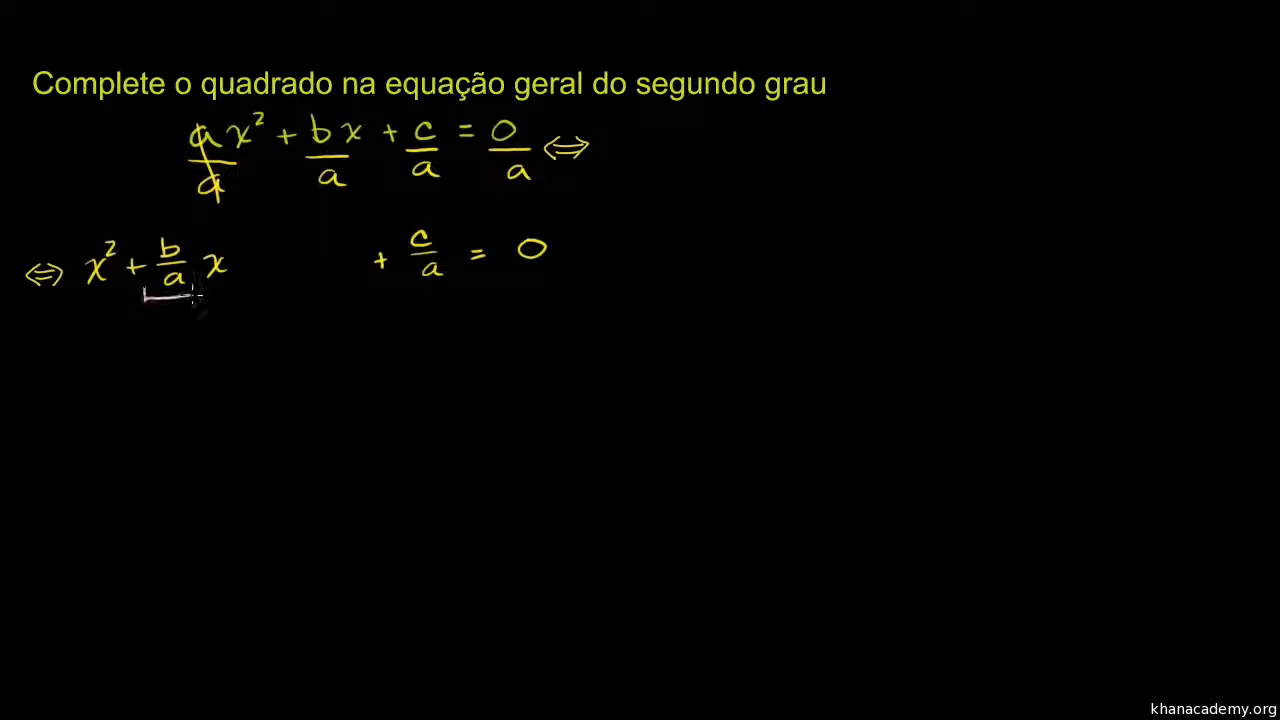 Complete o quadrado na equação geral do segundo grau
ax²/a + bx/a + c/a = 0/a ⇔
⇔ x² + b/a x + c/a = 0
khanacademy.org